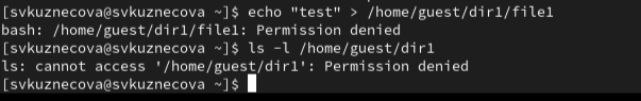 [svkuznecova@svkuznecova ~]$ echo "test" > /home/guest/dir1/file1
bash: /home/guest/dir1/file1: Permission denied
[svkuznecova@svkuznecova ~]$ ls -l /home/guest/dir1
ls: cannot access '/home/guest/dir1': Permission denied
[svkuznecova@svkuznecova ~]$